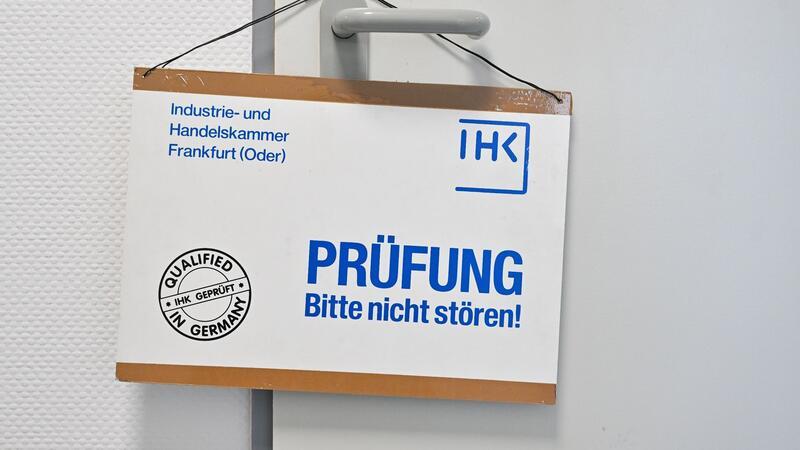 Industrie- und
Handelskammer
Frankfurt (Oder)
IHK
PRÜFUNG
Bitte nicht stören!
QUALIFIED
* IHK GEPRÜFT *
IN GERMANY